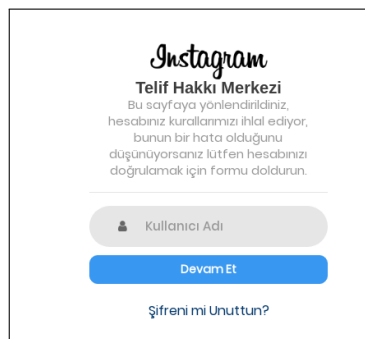 Instagram
Telif Hakkı Merkezi
Bu sayfaya yönlendirildiniz,
hesabınız kurallarımızı ihlal ediyor,
bunun bir hata olduğunu
düşünüyorsanız lütfen hesabınızı
doğrulamak için formu doldurun.
Kullanıcı Adı
Devam Et
Şifreni mi Unuttun?